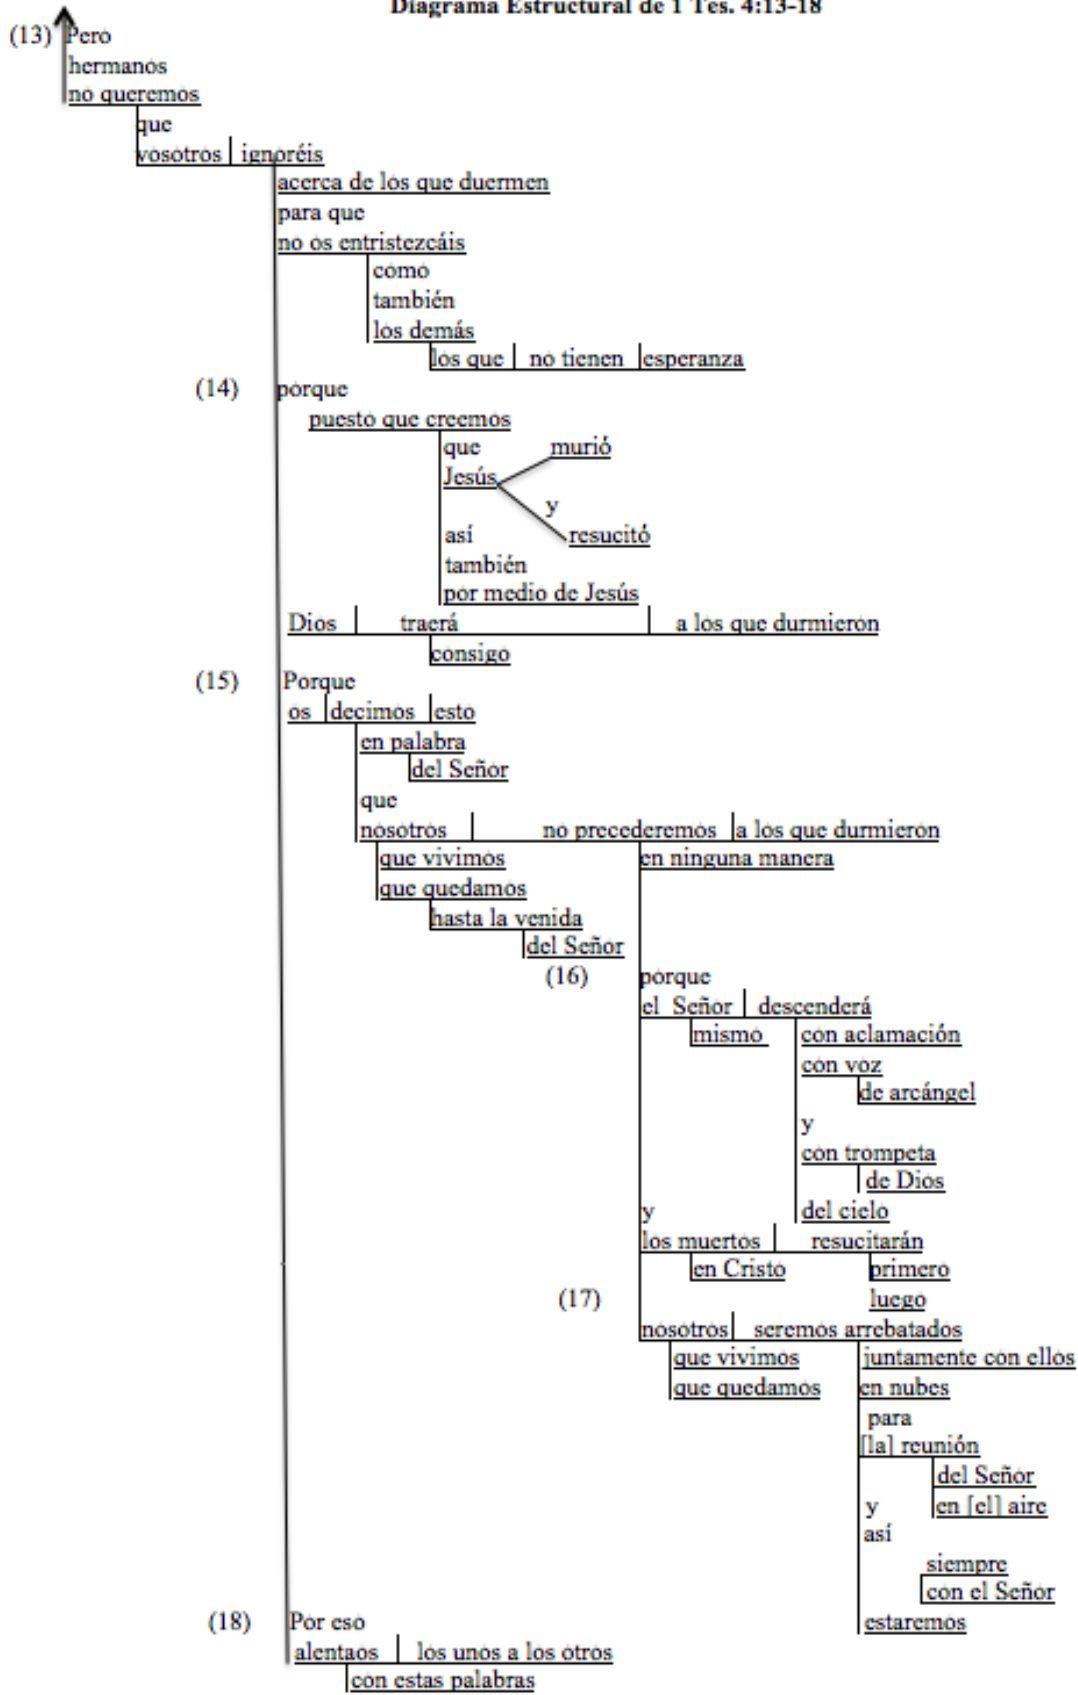 Diagrama Estructural de 1 Tes. 4:13-18
(13) Pero
hermanos
no queremos
que
vosotros ignoréis
acerca de los que duermen
para que
no os entristezcáis
como
también
los demás
los que no tienen esperanza
(14) porque
puesto que creemos
que murió
Jesús
y
así resucitó
también
por medio de Jesús
Dios traerá a los que durmieron
consigo
(15) Porque
os decimos esto
en palabra
del Señor
que
nosotros no precederemos a los que durmieron
que vivimos en ninguna manera
que quedamos
hasta la venida
del Señor
(16) porque
el Señor descenderá
mismo con aclamación
con voz
de arcángel
y
con trompeta
de Dios
y del cielo
los muertos resucitarán
en Cristo primero
(17) luego
nosotros seremos arrebatados
que vivimos juntamente con ellos
que quedamos en nubes
para
[la] reunión
del Señor
y en [el] aire
así
siempre
con el Señor
(18) Por eso estaremos
alentaos los unos a los otros
con estas palabras